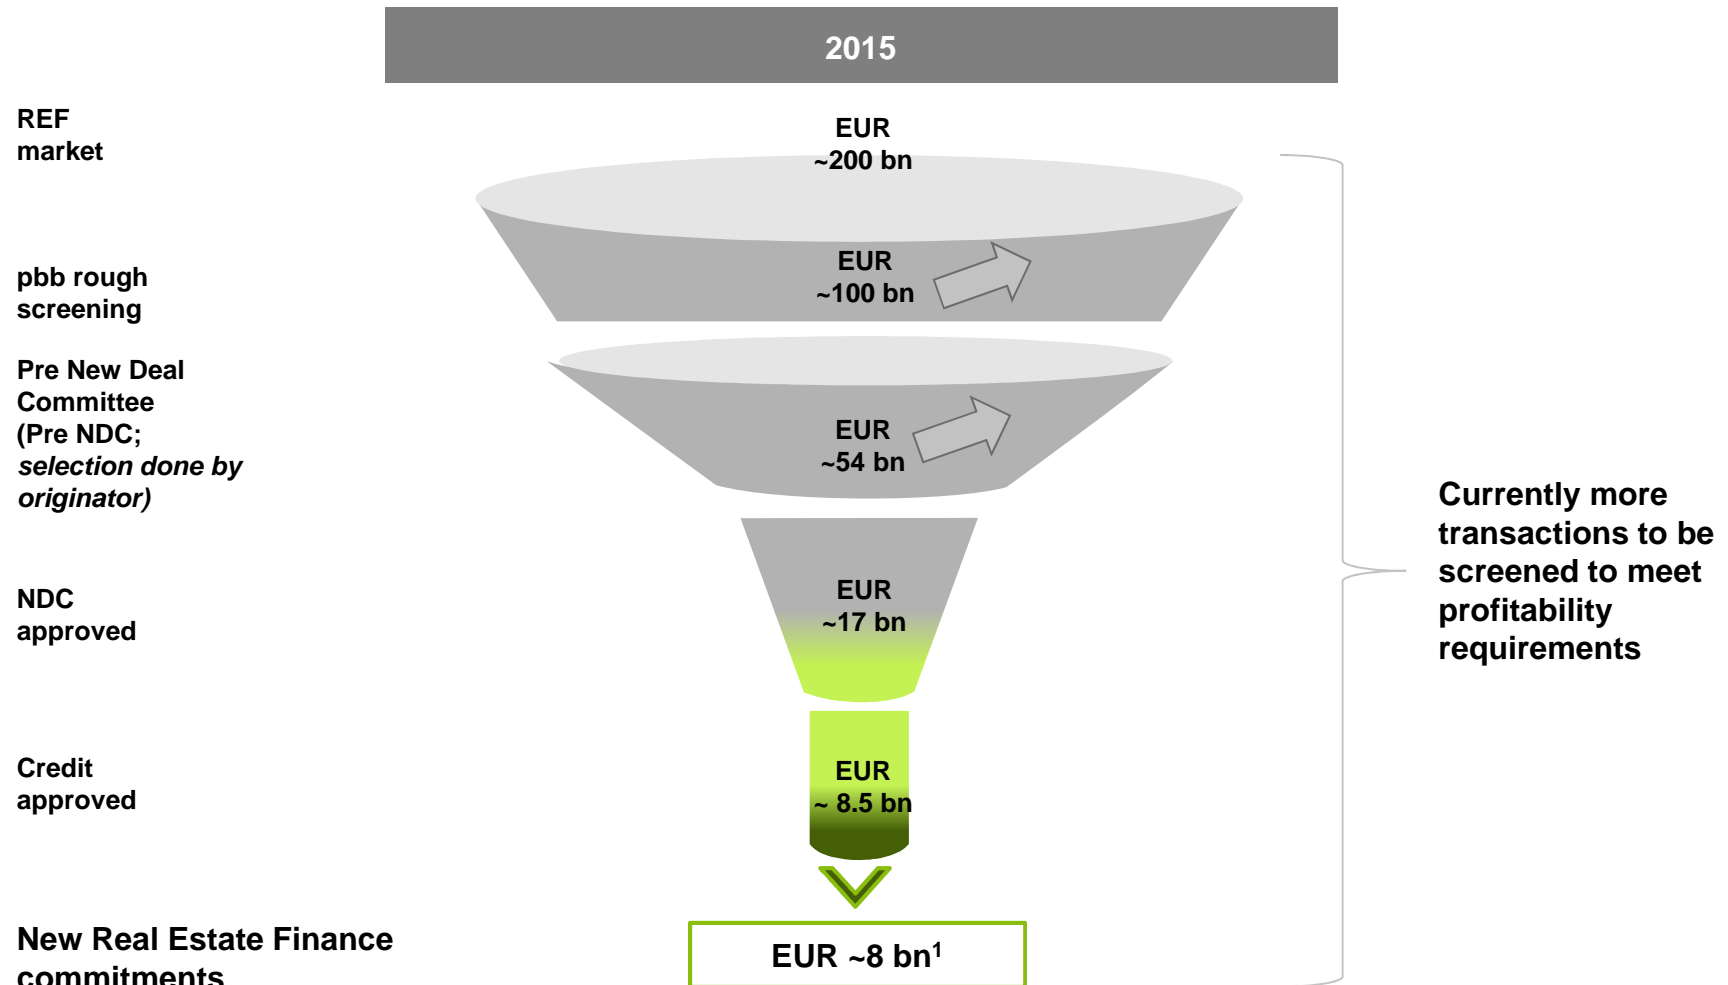 2015
REF
market
EUR
~200 bn
pbb rough
screening
EUR
~100 bn
Pre New Deal
Committee
(Pre NDC;
selection done by
originator)
EUR
~54 bn
Currently more
transactions to be
screened to meet
profitability
requirements
NDC
approved
EUR
~17 bn
Credit
approved
EUR
~ 8.5 bn
New Real Estate Finance
commitments
EUR ~8 bn¹